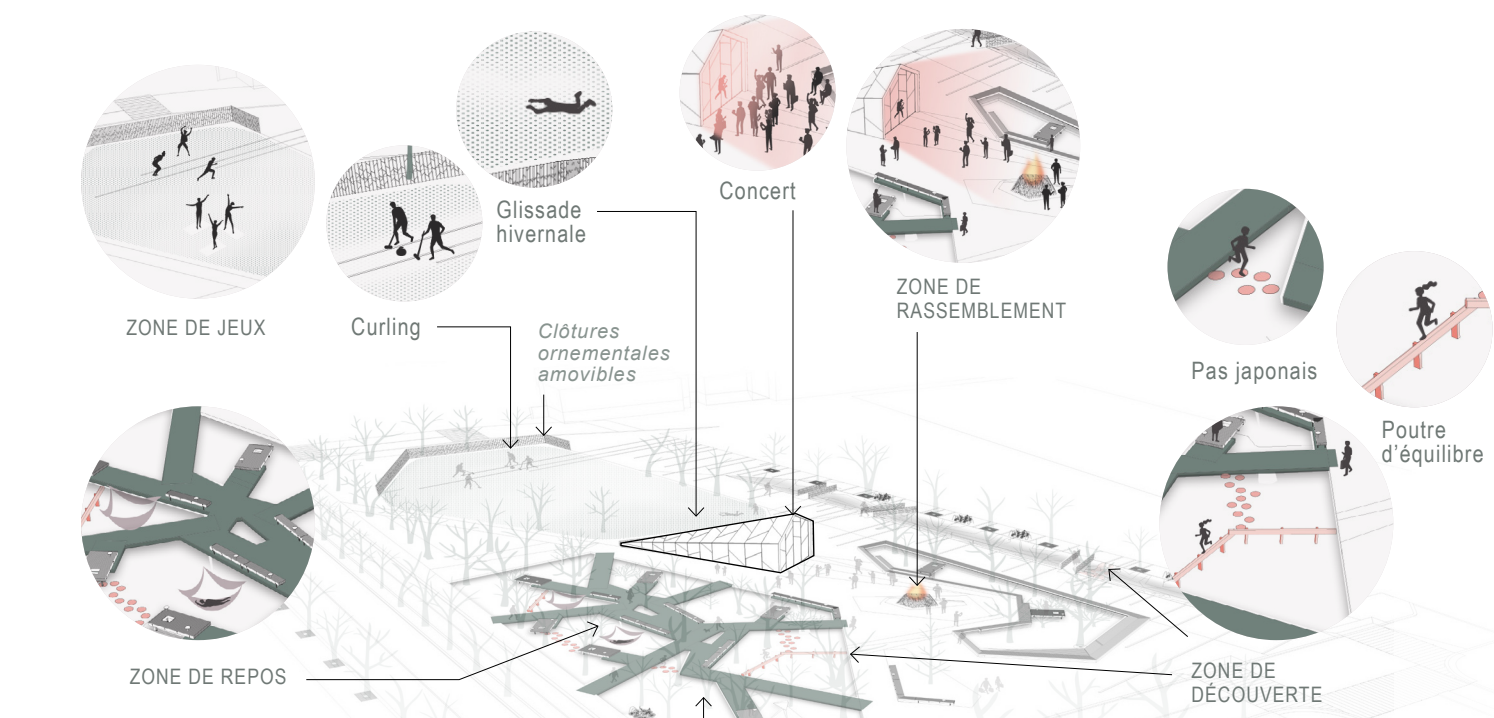 Concert
Glissade
hivernale
ZONE DE JEUX
Curling
Clôtures
ornementales
amovibles
ZONE DE
RASSEMBLEMENT
Pas japonais
Poutre
d'équilibre
ZONE DE REPOS
ZONE DE
DÉCOUVERTE